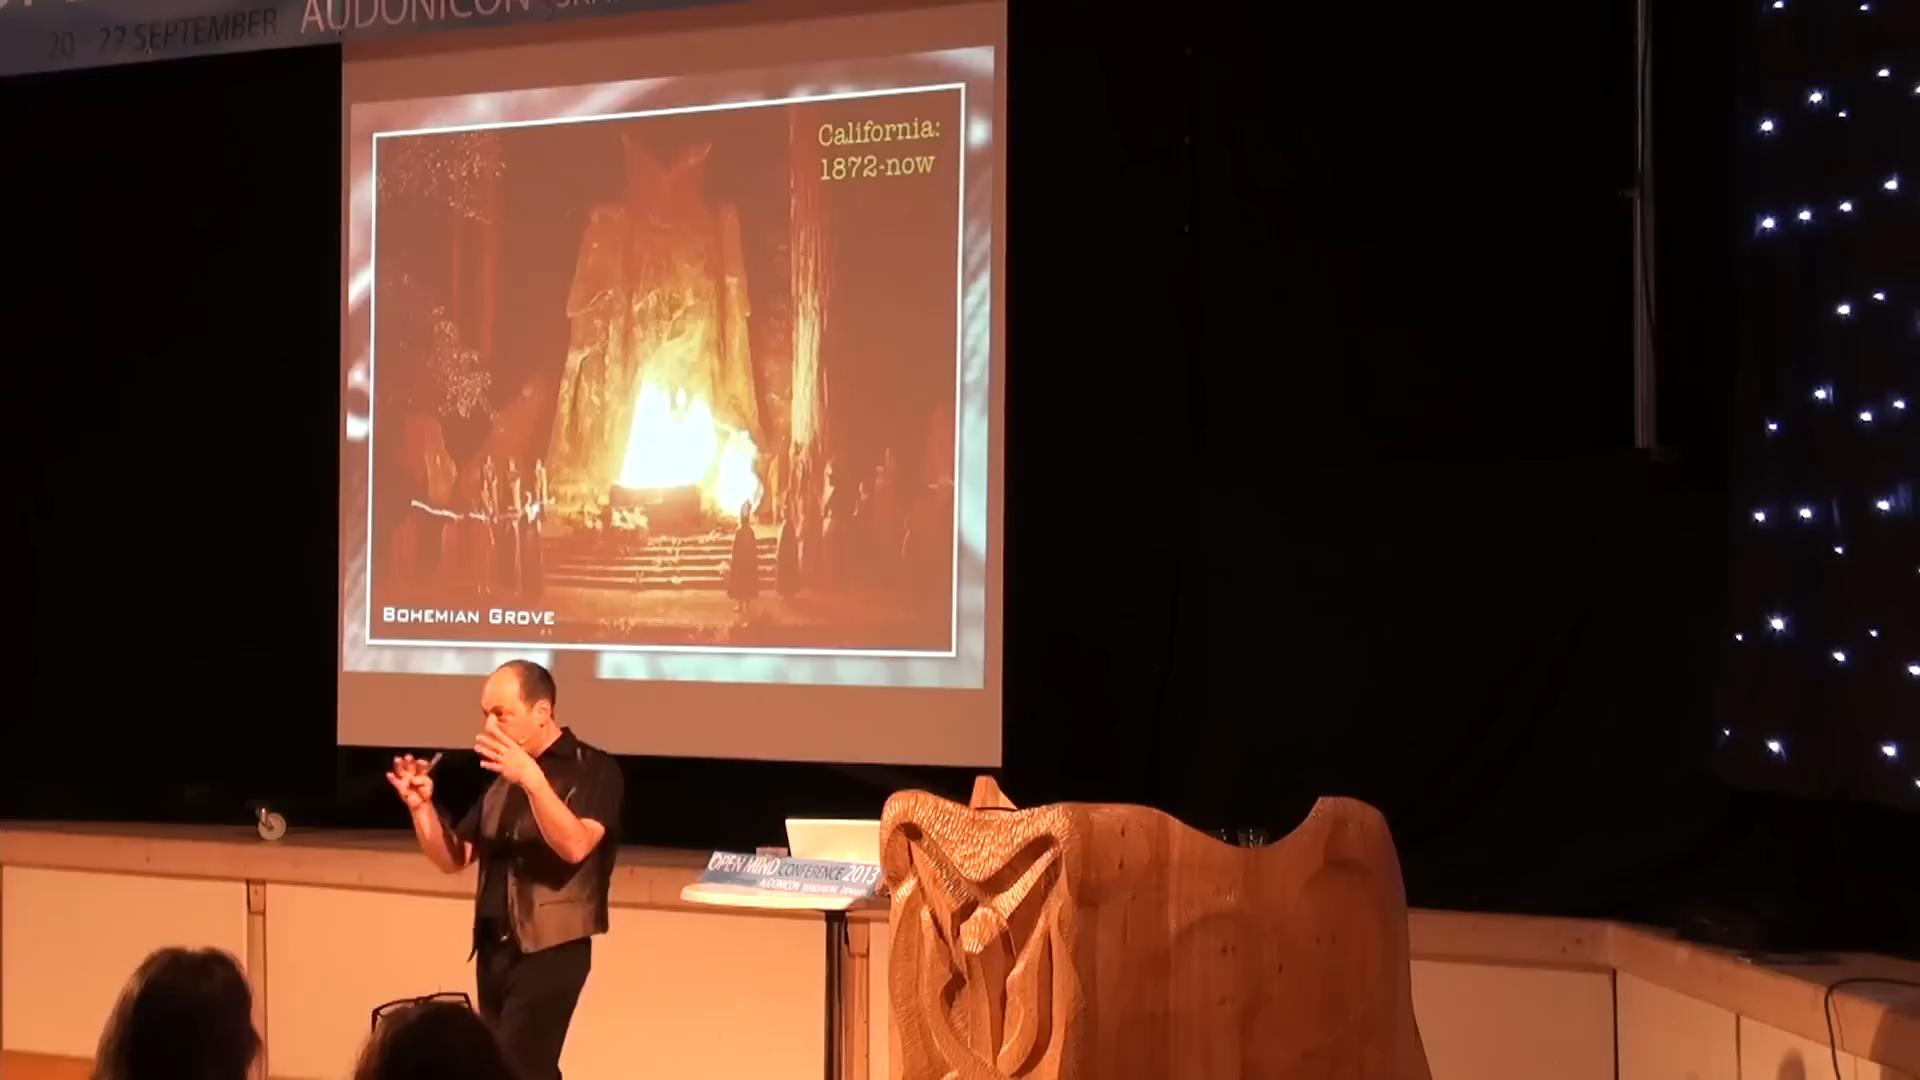 20 - 22 SEPTEMBER AUDONICON
California:
1872-now
BOHEMIAN GROVE
OPEN MIND CONFERENCE 2013
AUDONICON